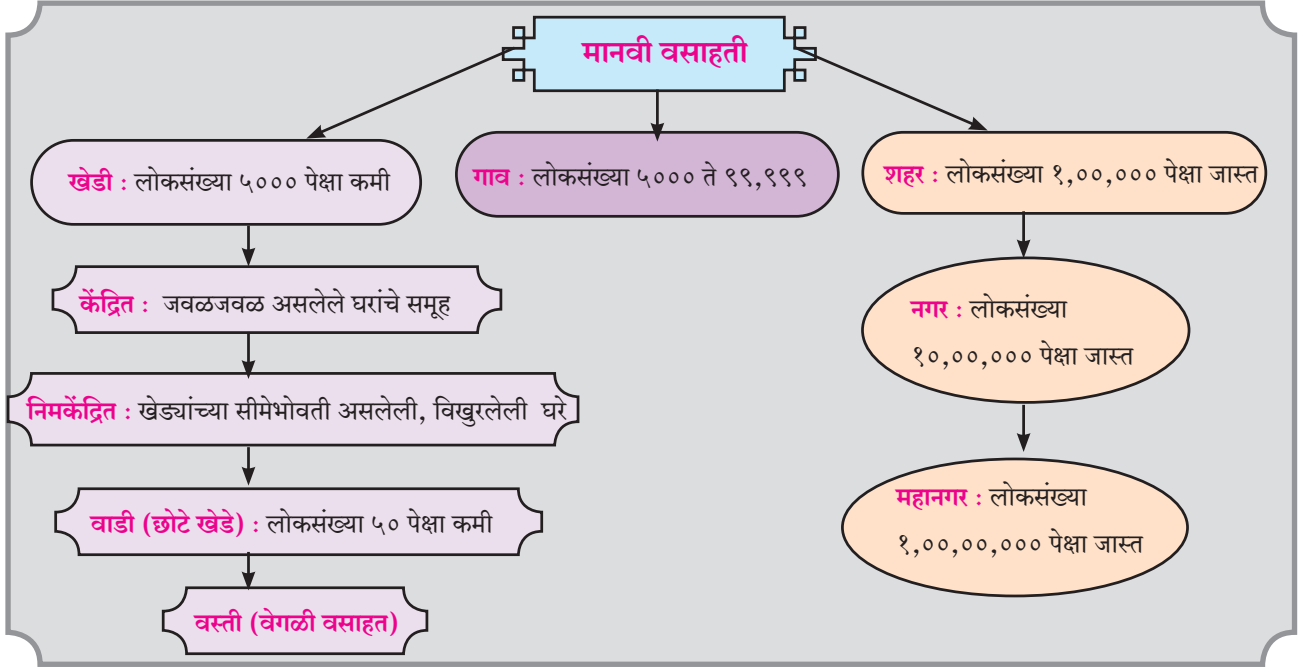 मानवी वसाहती
खेडी : लोकसंख्या ५००० पेक्षा कमी
गाव : लोकसंख्या ५००० ते ९९,९९९
शहर : लोकसंख्या १,००,००० पेक्षा जास्त
केंद्रित : जवळजवळ असलेले घरांचे समूह
नगर : लोकसंख्या
१०,००,००० पेक्षा जास्त
निमकेंद्रित : खेड्यांच्या सीमेभोवती असलेली, विखुरलेली घरे
वाडी (छोटे खेडे) : लोकसंख्या ५० पेक्षा कमी
महानगर : लोकसंख्या
१,००,००,००० पेक्षा जास्त
वस्ती (वेगळी वसाहत)